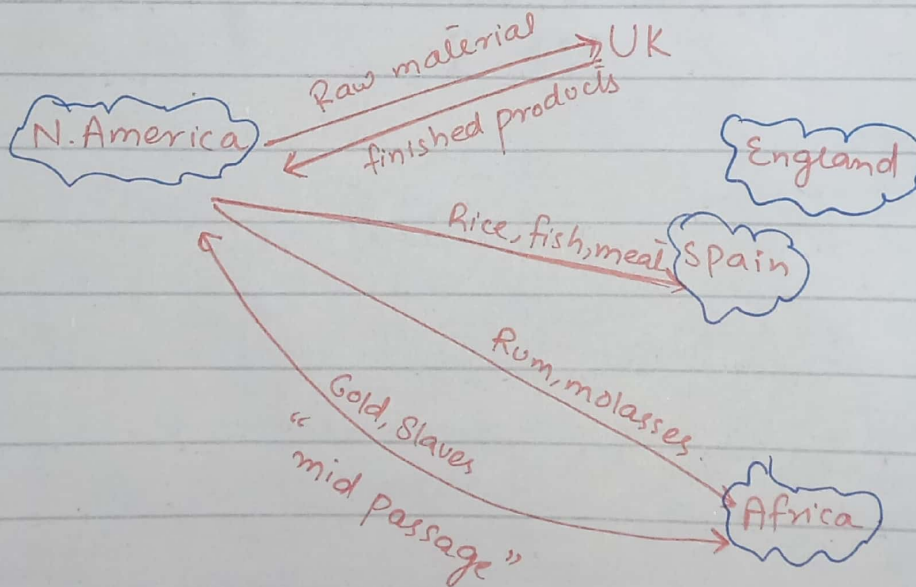 UK
Raw material
finished products
N. America
England
Rice, fish, meat,
Spain
Rum, molasses.
Gold, Slaves
"mid passage"
Africa